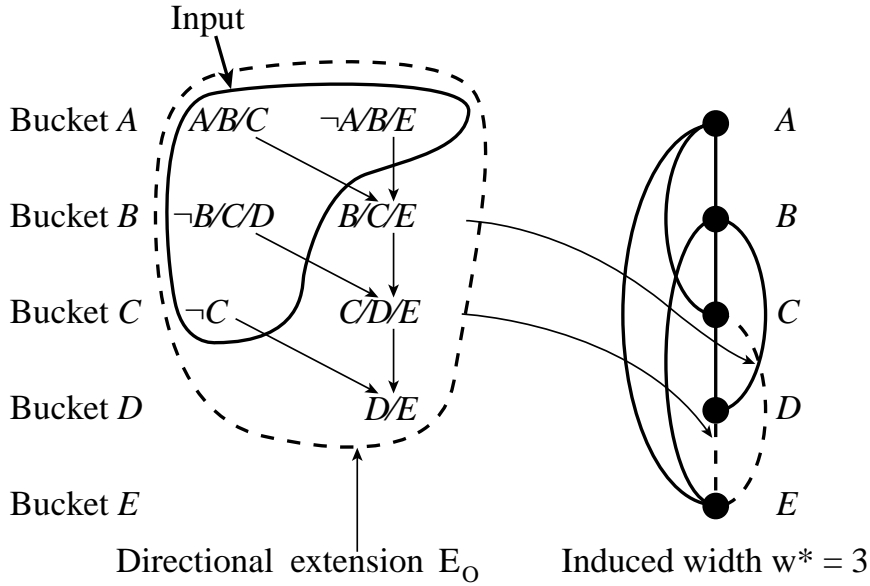 Input
Bucket A A/B/C ¬A/B/E A
Bucket B ¬B/C/D B/C/E B
Bucket C ¬C C/D/E C
Bucket D D/E D
Bucket E E
Directional extension E_O Induced width w* = 3